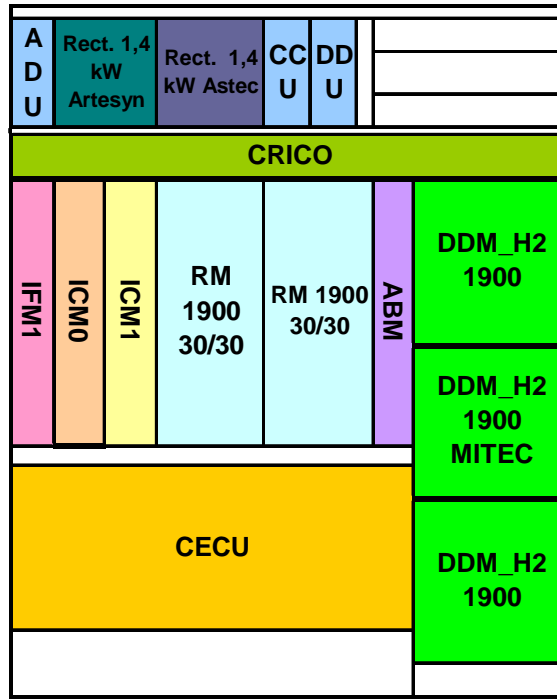 A
D
U
Rect. 1,4
kW
Artesyn
Rect. 1,4
kW Astec
CC
U
DD
U
CRICO
IFM1
ICM0
ICM1
RM
1900
30/30
RM 1900
30/30
ABM
DDM_H2
1900
DDM_H2
1900
MITEC
CECU
DDM_H2
1900